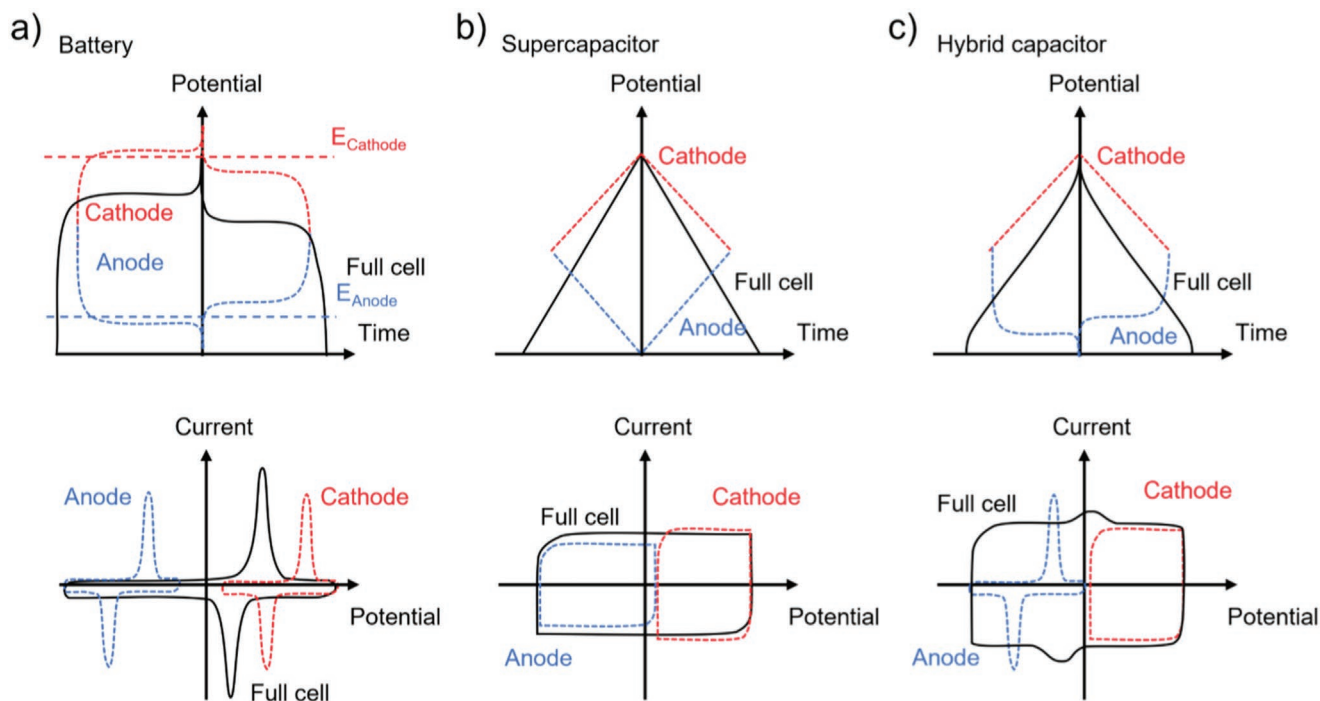 a) Battery
Potential
E_Cathode
Cathode
Anode
Full cell
E_Anode
Time
Current
Anode
Cathode
Potential
Full cell
b) Supercapacitor
Potential
Cathode
Full cell
Anode
Time
Current
Cathode
Full cell
Potential
Anode
c) Hybrid capacitor
Potential
Cathode
Full cell
Anode
Time
Current
Cathode
Full cell
Potential
Anode